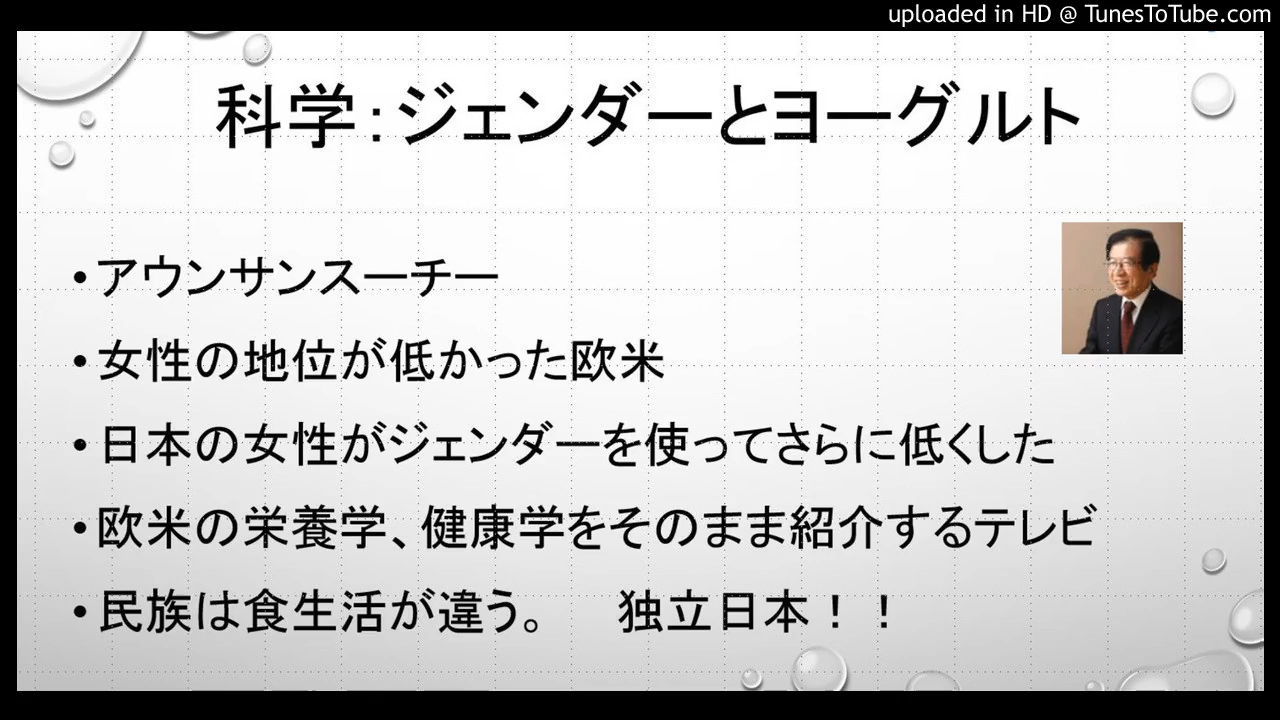 uploaded in HD @ TunesToTube.com
科学：ジェンダーとヨーグルト
•アウンサンスーチー
•女性の地位が低かった欧米
•日本の女性がジェンダーを使ってさらに低くした
•欧米の栄養学、健康学をそのまま紹介するテレビ
•民族は食生活が違う。　独立日本！！